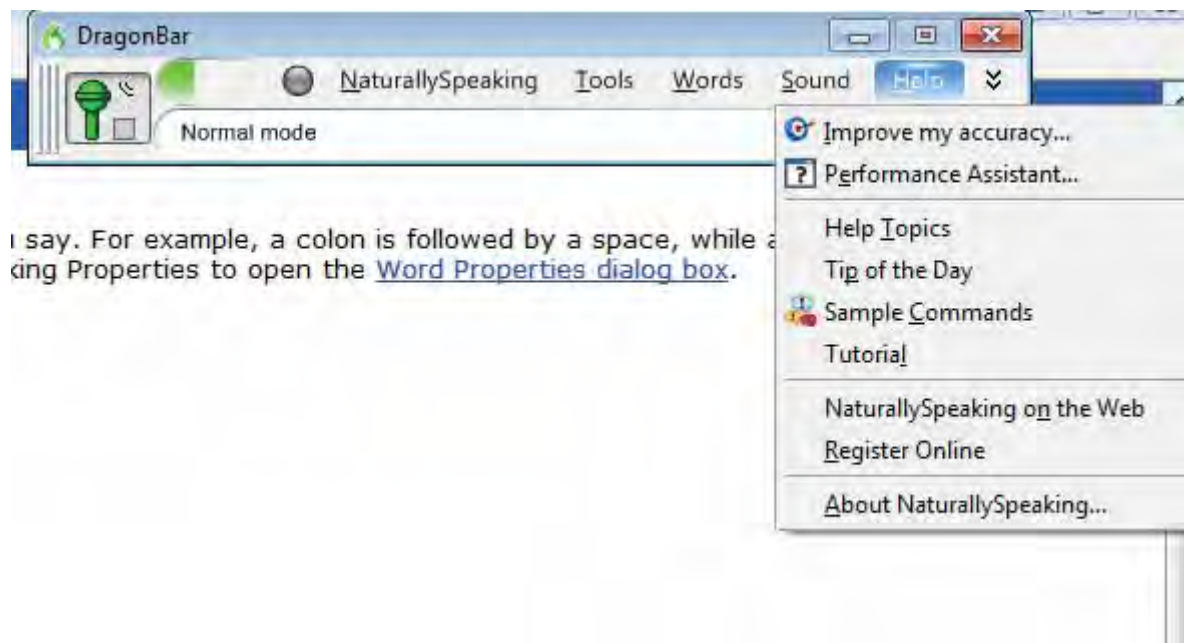 DragonBar
NaturallySpeaking Tools Words Sound Help
Normal mode
Improve my accuracy...
Performance Assistant...
Help Topics
Tip of the Day
Sample Commands
Tutorial
NaturallySpeaking on the Web
Register Online
About NaturallySpeaking...
say. For example, a colon is followed by a space, while
king Properties to open the Word Properties dialog box.